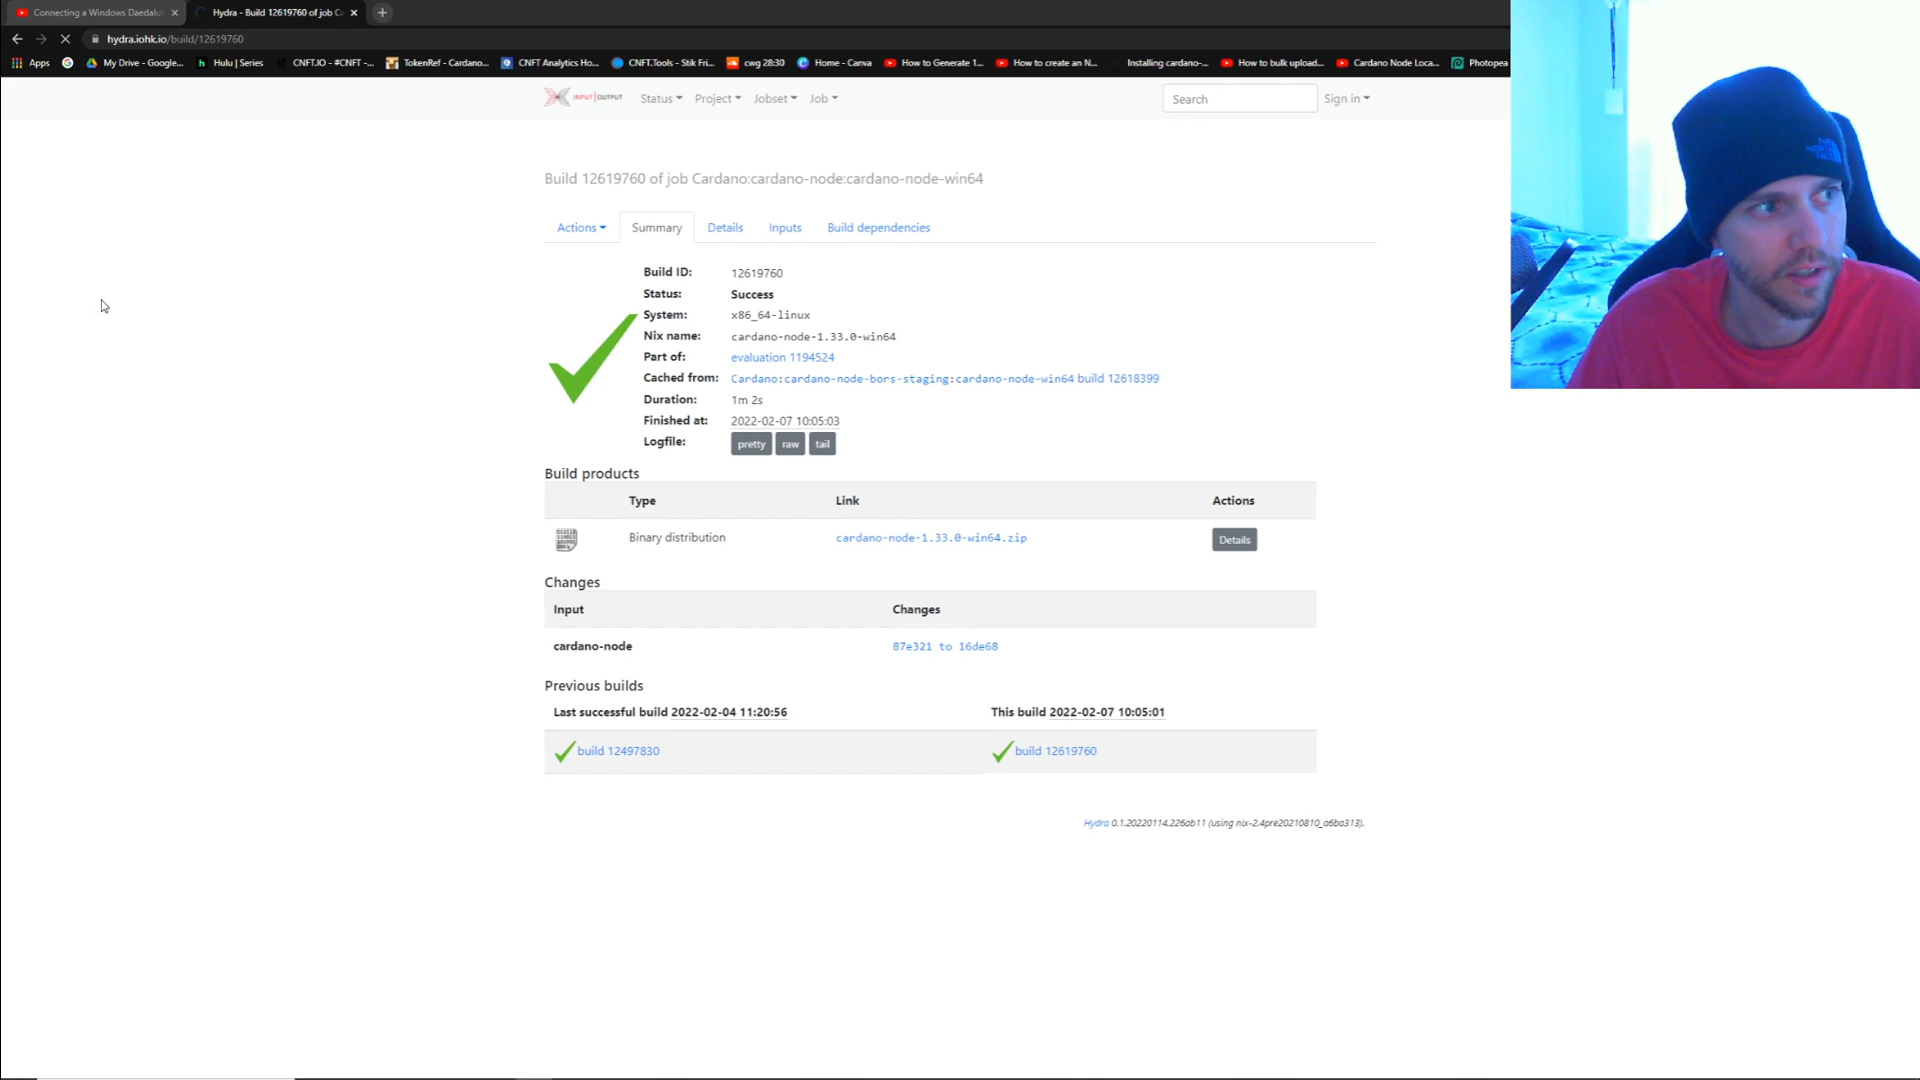 Connecting a Windows Daedalu
Hydra - Build 12619760 of job Ca
hydra.iohk.io/build/12619760
Apps
My Drive - Google...
Hulu | Series
CNFT.IO - #CNFT -...
TokenRef - Cardano...
CNFT Analytics Ho...
CNFT.Tools - Stik Fri...
cwg 28:30
Home - Canva
How to Generate 1...
How to create an N...
Installing cardano-...
How to bulk upload...
Cardano Node Loca...
Photopea
INPUT | OUTPUT
Status
Project
Jobset
Job
Search
Sign in
Build 12619760 of job Cardano:cardano-node:cardano-node-win64
Actions
Summary
Details
Inputs
Build dependencies
Build ID: 12619760
Status: Success
System: x86_64-linux
Nix name: cardano-node-1.33.0-win64
Part of: evaluation 1194524
Cached from: Cardano:cardano-node-bors-staging:cardano-node-win64 build 12618399
Duration: 1m 2s
Finished at: 2022-02-07 10:05:03
Logfile: pretty raw tail
Build products
Type Link Actions
Binary distribution cardano-node-1.33.0-win64.zip Details
Changes
Input Changes
cardano-node 87e321 to 16de68
Previous builds
Last successful build 2022-02-04 11:20:56 This build 2022-02-07 10:05:01
build 12497830 build 12619760
Hydra 0.1.20220114.226ab11 (using nix-2.4pre20210810_a6ba313).
THE
NORTH
FACE